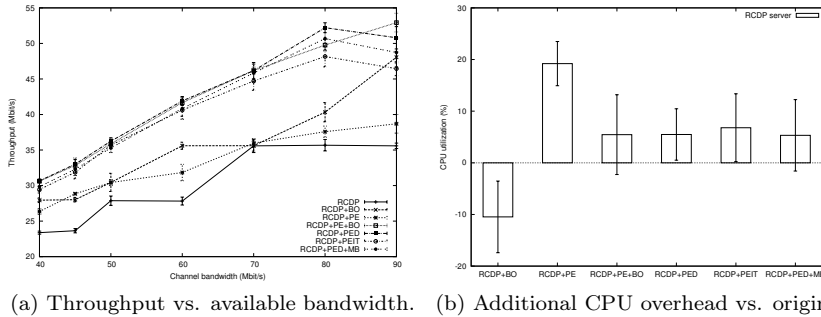 Throughput (Mbit/s)
55
50
45
40
35
30
25
20
40
50
60
70
80
90
Channel bandwidth (Mbit/s)
RCDP
RCDP+BO
RCDP+PE
RCDP+PE+BO
RCDP+PED
RCDP+PEIT
RCDP+PED+MB
(a) Throughput vs. available bandwidth.
CPU utilization (%)
30
20
10
0
-10
-20
RCDP server
RCDP+BO
RCDP+PE
RCDP+PE+BO
RCDP+PED
RCDP+PEIT
RCDP+PED+MB
(b) Additional CPU overhead vs. origin